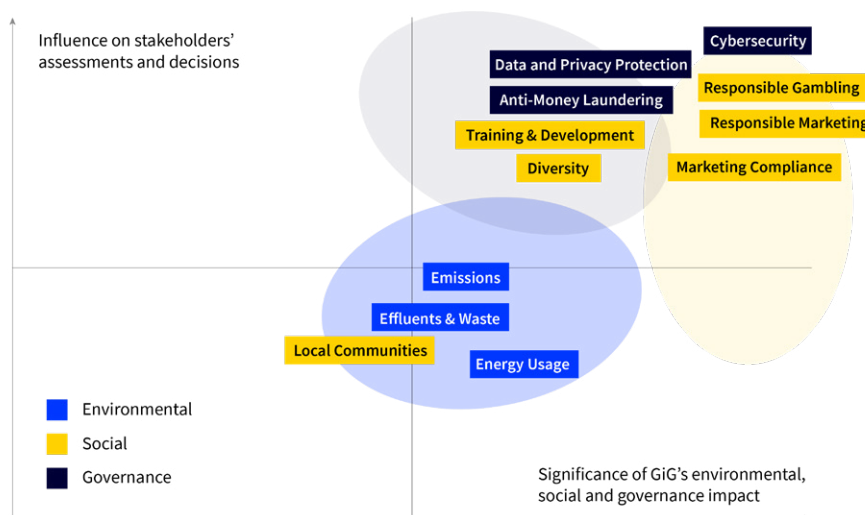 Influence on stakeholders'
assessments and decisions
Cybersecurity
Data and Privacy Protection
Responsible Gambling
Anti-Money Laundering
Responsible Marketing
Training & Development
Diversity
Marketing Compliance
Emissions
Effluents & Waste
Local Communities
Energy Usage
Environmental
Social
Governance
Significance of GiG's environmental,
social and governance impact